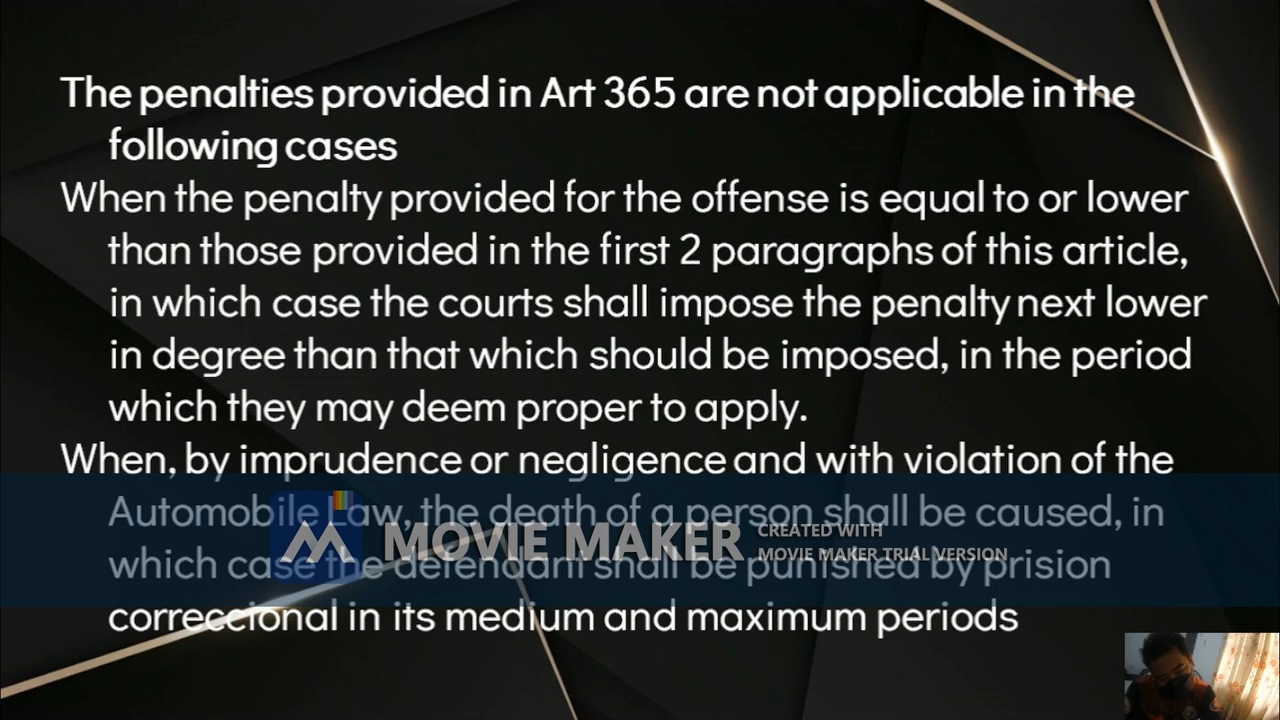 The penalties provided in Art 365 are not applicable in the
following cases
When the penalty provided for the offense is equal to or lower
than those provided in the first 2 paragraphs of this article,
in which case the courts shall impose the penalty next lower
in degree than that which should be imposed, in the period
which they may deem proper to apply.
When, by imprudence or negligence and with violation of the
Automobile Law, the death of a person shall be caused, in
which case the defendant shall be punished by prision
correccional in its medium and maximum periods
MOVIE MAKER
CREATED WITH
MOVIE MAKER TRIAL VERSION